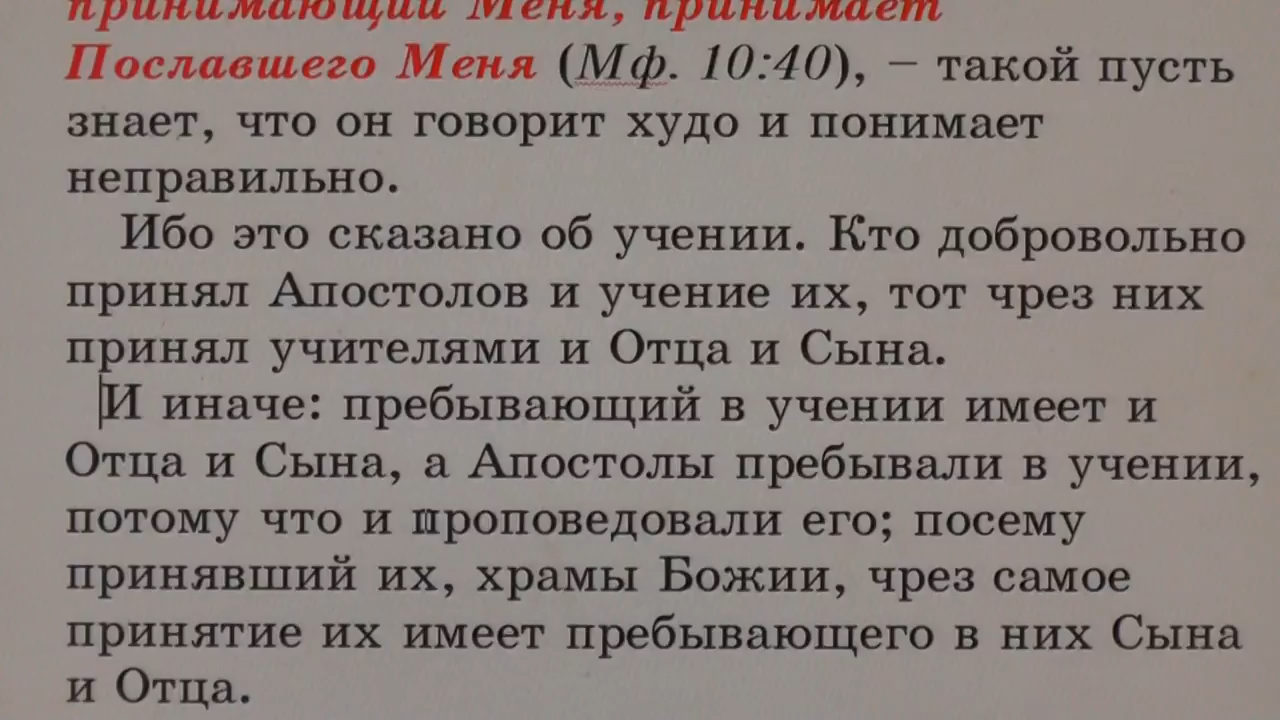 принимающий Меня, принимает
Пославшего Меня (Мф. 10:40), – такой пусть
знает, что он говорит худо и понимает
неправильно.
Ибо это сказано об учении. Кто добровольно
принял Апостолов и учение их, тот чрез них
принял учителями и Отца и Сына.
И иначе: пребывающий в учении имеет и
Отца и Сына, а Апостолы пребывали в учении,
потому что и проповедовали его; посему
принявший их, храмы Божии, чрез самое
принятие их имеет пребывающего в них Сына
и Отца.